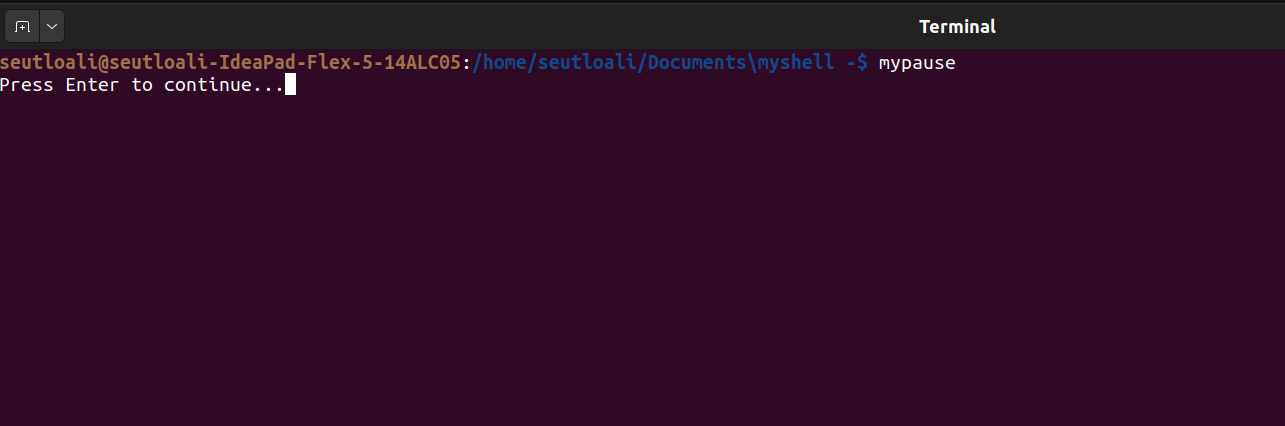 Terminal
seutloali@seutloali-IdeaPad-Flex-5-14ALC05:/home/seutloali/Documents\myshell -$ mypause
Press Enter to continue...